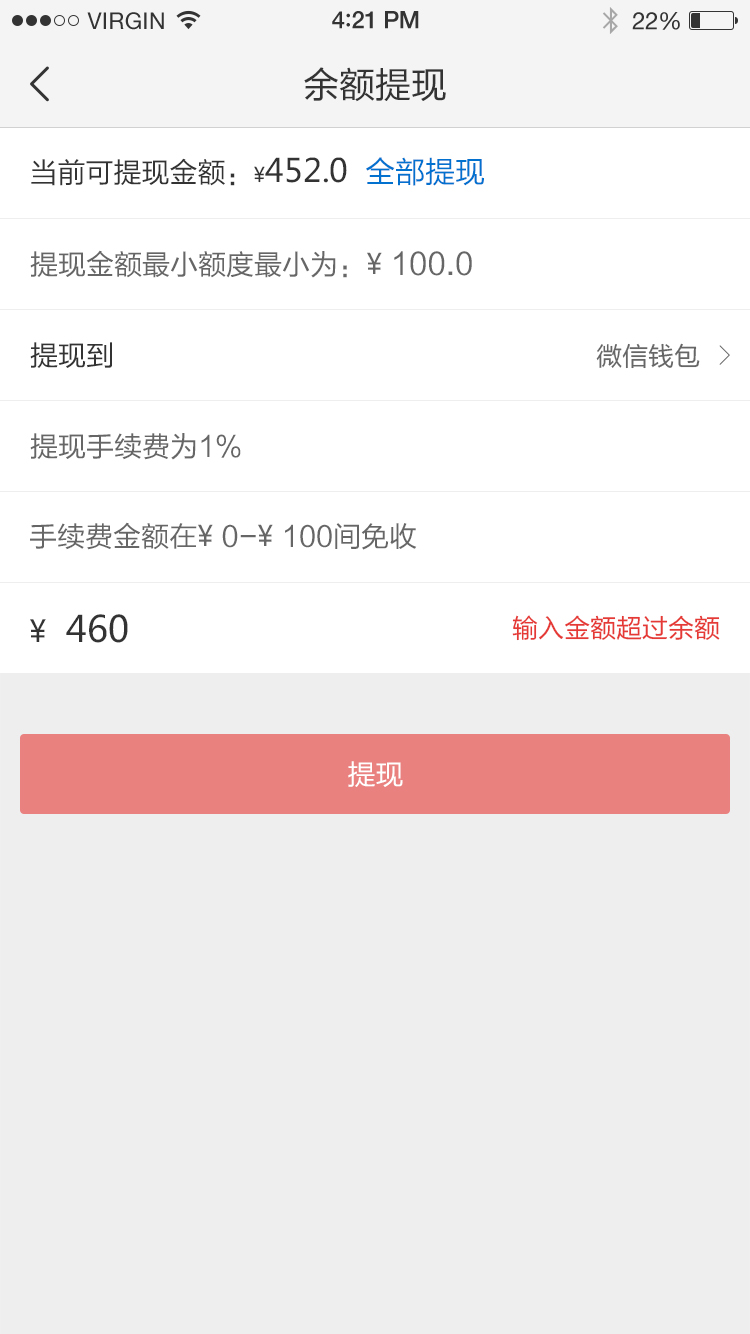 VIRGIN 4:21 PM 22%
余额提现
当前可提现金额：¥452.0 全部提现
提现金额最小额度最小为：¥ 100.0
提现到 微信钱包
提现手续费为1%
手续费金额在¥ 0-¥ 100间免收
¥ 460 输入金额超过余额
提现